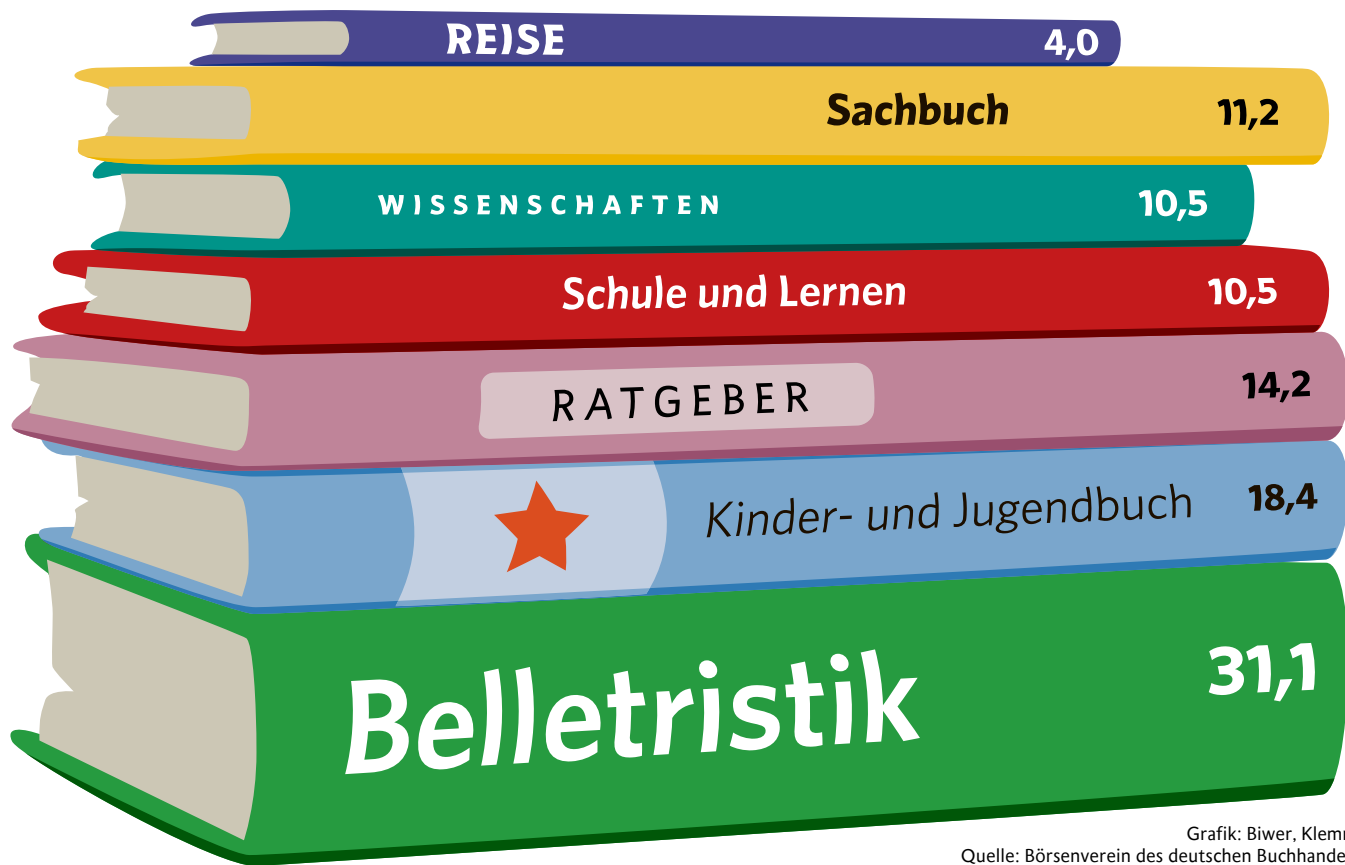 REISE 4,0
Sachbuch 11,2
WISSENSCHAFTEN 10,5
Schule und Lernen 10,5
RATGEBER 14,2
Kinder- und Jugendbuch 18,4
Belletristik 31,1
Grafik: Biwer,
Quelle: Börsenverein des deutschen